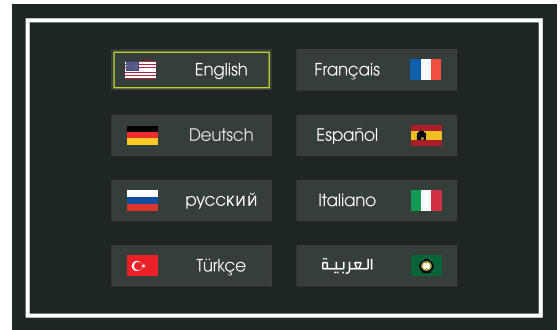 English
Français
Deutsch
Español
русский
Italiano
Türkçe
العربية